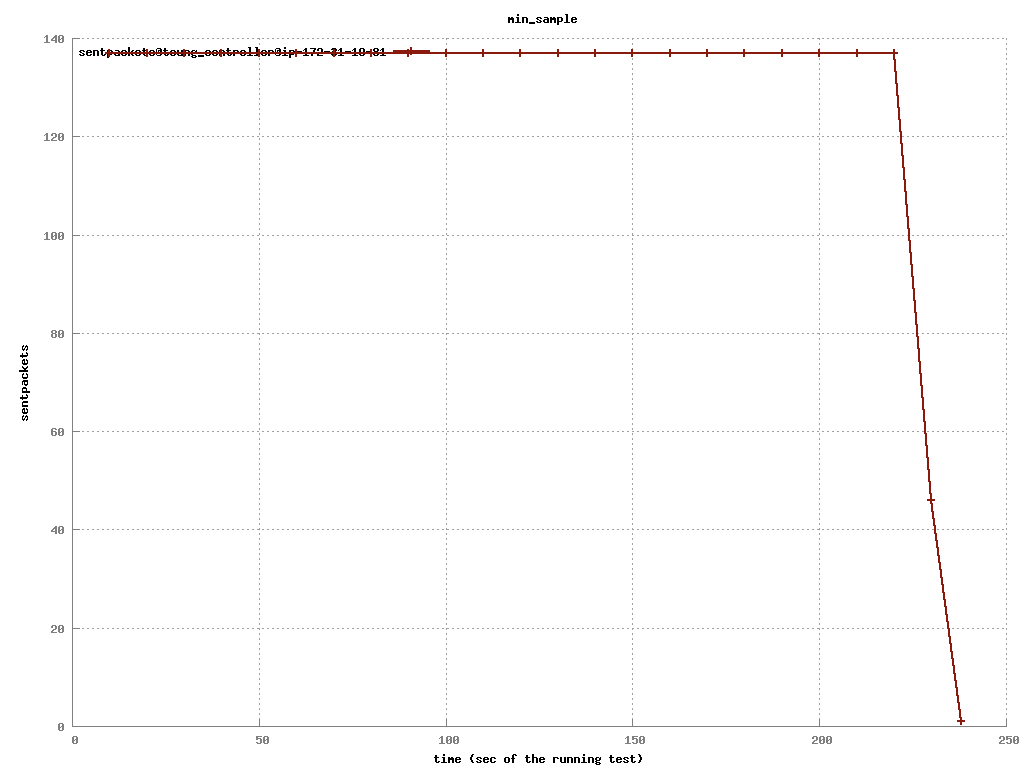 min_sample
140
sentpackets@tsung_controller@ip-172-31-10-81
120
100
80
60
40
20
0
sentpackets
0 50 100 150 200 250
time (sec of the running test)